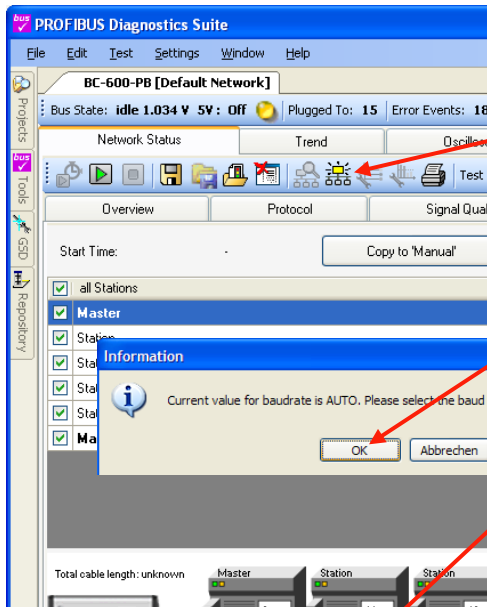 bus PROFIBUS Diagnostics Suite
File Edit Test Settings Window Help
BC-600-PB [Default Network]
Bus State: idle 1.034 V 5V: Off Plugged To: 15 Error Events: 18
Network Status Trend
Test
Overview Protocol Signal
Start Time: - Copy to 'Manual'
all Stations
Master
Station
Information
Current value for baudrate is AUTO. Please select the baud
OK Abbrechen
Total cable length: unknown Master Station Station
Projects
bus
Tools
GSD
Repository